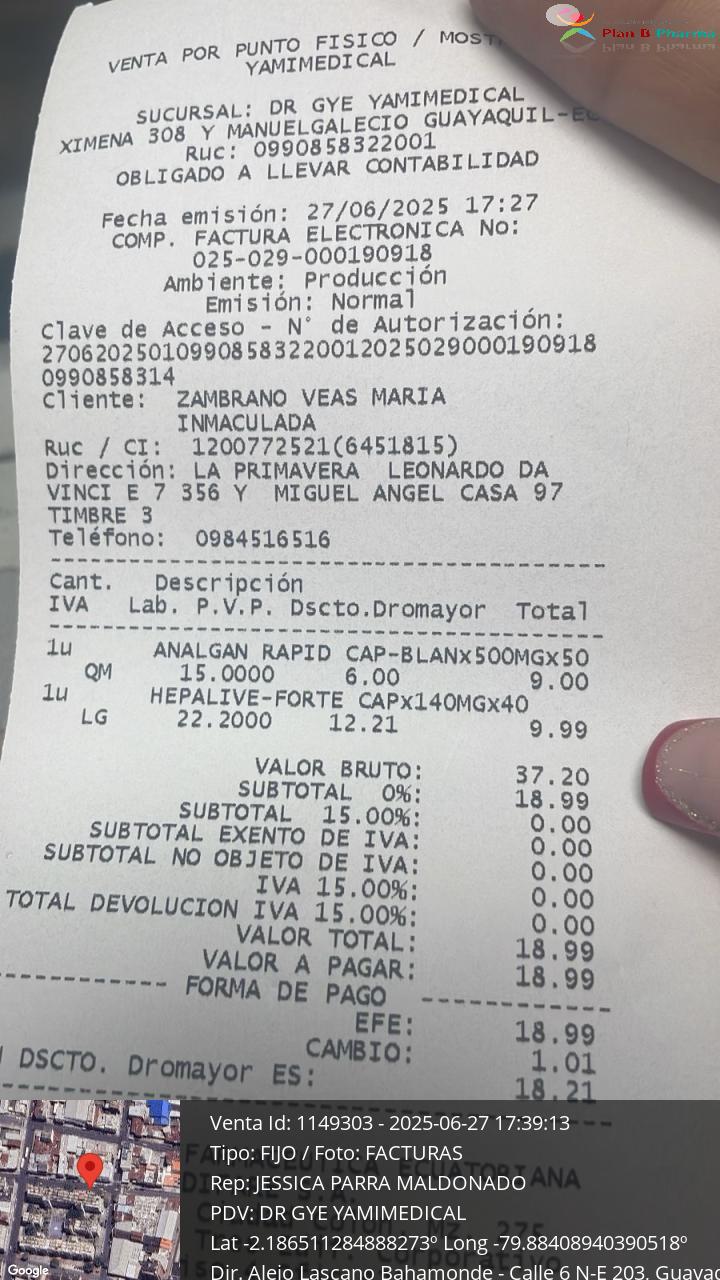 Plan B Pharma
VENTA POR PUNTO FISICO / MOST
YAMIMEDICAL
SUCURSAL: DR GYE YAMIMEDICAL
XIMENA 308 Y MANUELGALECIO GUAYAQUIL-EC
Ruc: 0990858322001
OBLIGADO A LLEVAR CONTABILIDAD
Fecha emisión: 27/06/2025 17:27
COMP. FACTURA ELECTRONICA No:
025-029-000190918
Ambiente: Producción
Emisión: Normal
Clave de Acceso - N° de Autorización:
270620250109908583220012025029000190918
0990858314
Cliente: ZAMBRANO VEAS MARIA
INMACULADA
Ruc / CI: 1200772521(6451815)
Dirección: LA PRIMAVERA LEONARDO DA
VINCI E 7 356 Y MIGUEL ANGEL CASA 97
TIMBRE 3
Teléfono: 0984516516
Cant. Descripción
IVA Lab. P.V.P. Dscto.Dromayor Total
1u ANALGAN RAPID CAP-BLANx500MGx50
QM 15.0000 6.00 9.00
1u HEPALIVE-FORTE CAPx140MGx40
LG 22.2000 12.21 9.99
VALOR BRUTO: 37.20
SUBTOTAL 0%: 18.99
SUBTOTAL 15.00%: 0.00
SUBTOTAL EXENTO DE IVA: 0.00
SUBTOTAL NO OBJETO DE IVA: 0.00
IVA 15.00%: 0.00
TOTAL DEVOLUCION IVA 15.00%: 0.00
VALOR TOTAL: 18.99
VALOR A PAGAR: 18.99
FORMA DE PAGO
EFE: 18.99
CAMBIO: 1.01
DSCTO. Dromayor ES: 18.21
Venta Id: 1149303 - 2025-06-27 17:39:13
Tipo: FIJO / Foto: FACTURAS
Rep: JESSICA PARRA MALDONADO
PDV: DR GYE YAMIMEDICAL
Lat -2.186511284888273º Long -79.88408940390518º
Dir. Alejo Lascano Bahamonde - Calle 6 N-E 203, Guayaq
Google